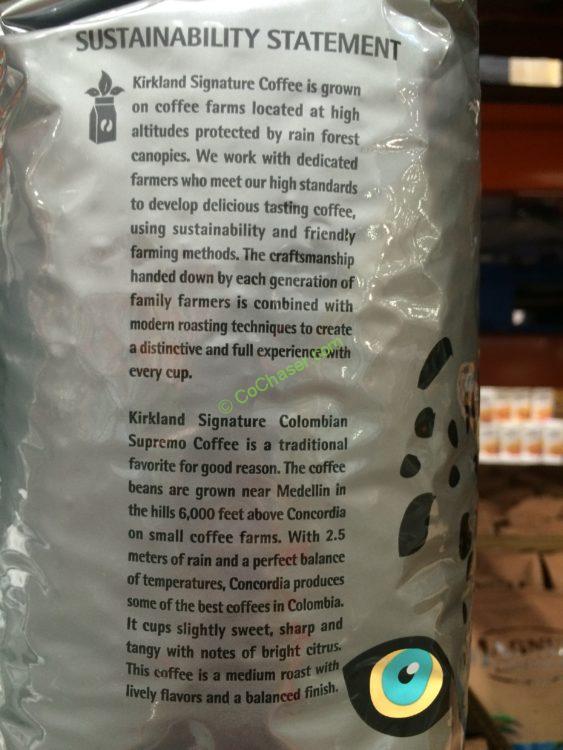 SUSTAINABILITY STATEMENT
Kirkland Signature Coffee is grown
on coffee farms located at high
altitudes protected by rain forest
canopies. We work with dedicated
farmers who meet our high standards
to develop delicious tasting coffee,
using sustainability and friendly
farming methods. The craftsmanship
handed down by each generation of
family farmers is combined with
modern roasting techniques to create
a distinctive and full experience with
every cup.
© CoChaser.com
Kirkland Signature Colombian
Supremo Coffee is a traditional
favorite for good reason. The coffee
beans are grown near Medellin in
the hills 6,000 feet above Concordia
on small coffee farms. With 2.5
meters of rain and a perfect balance
of temperatures, Concordia produces
some of the best coffees in Colombia.
It cups slightly sweet, sharp and
tangy with notes of bright citrus.
This coffee is a medium roast with
lively flavors and a balanced finish.